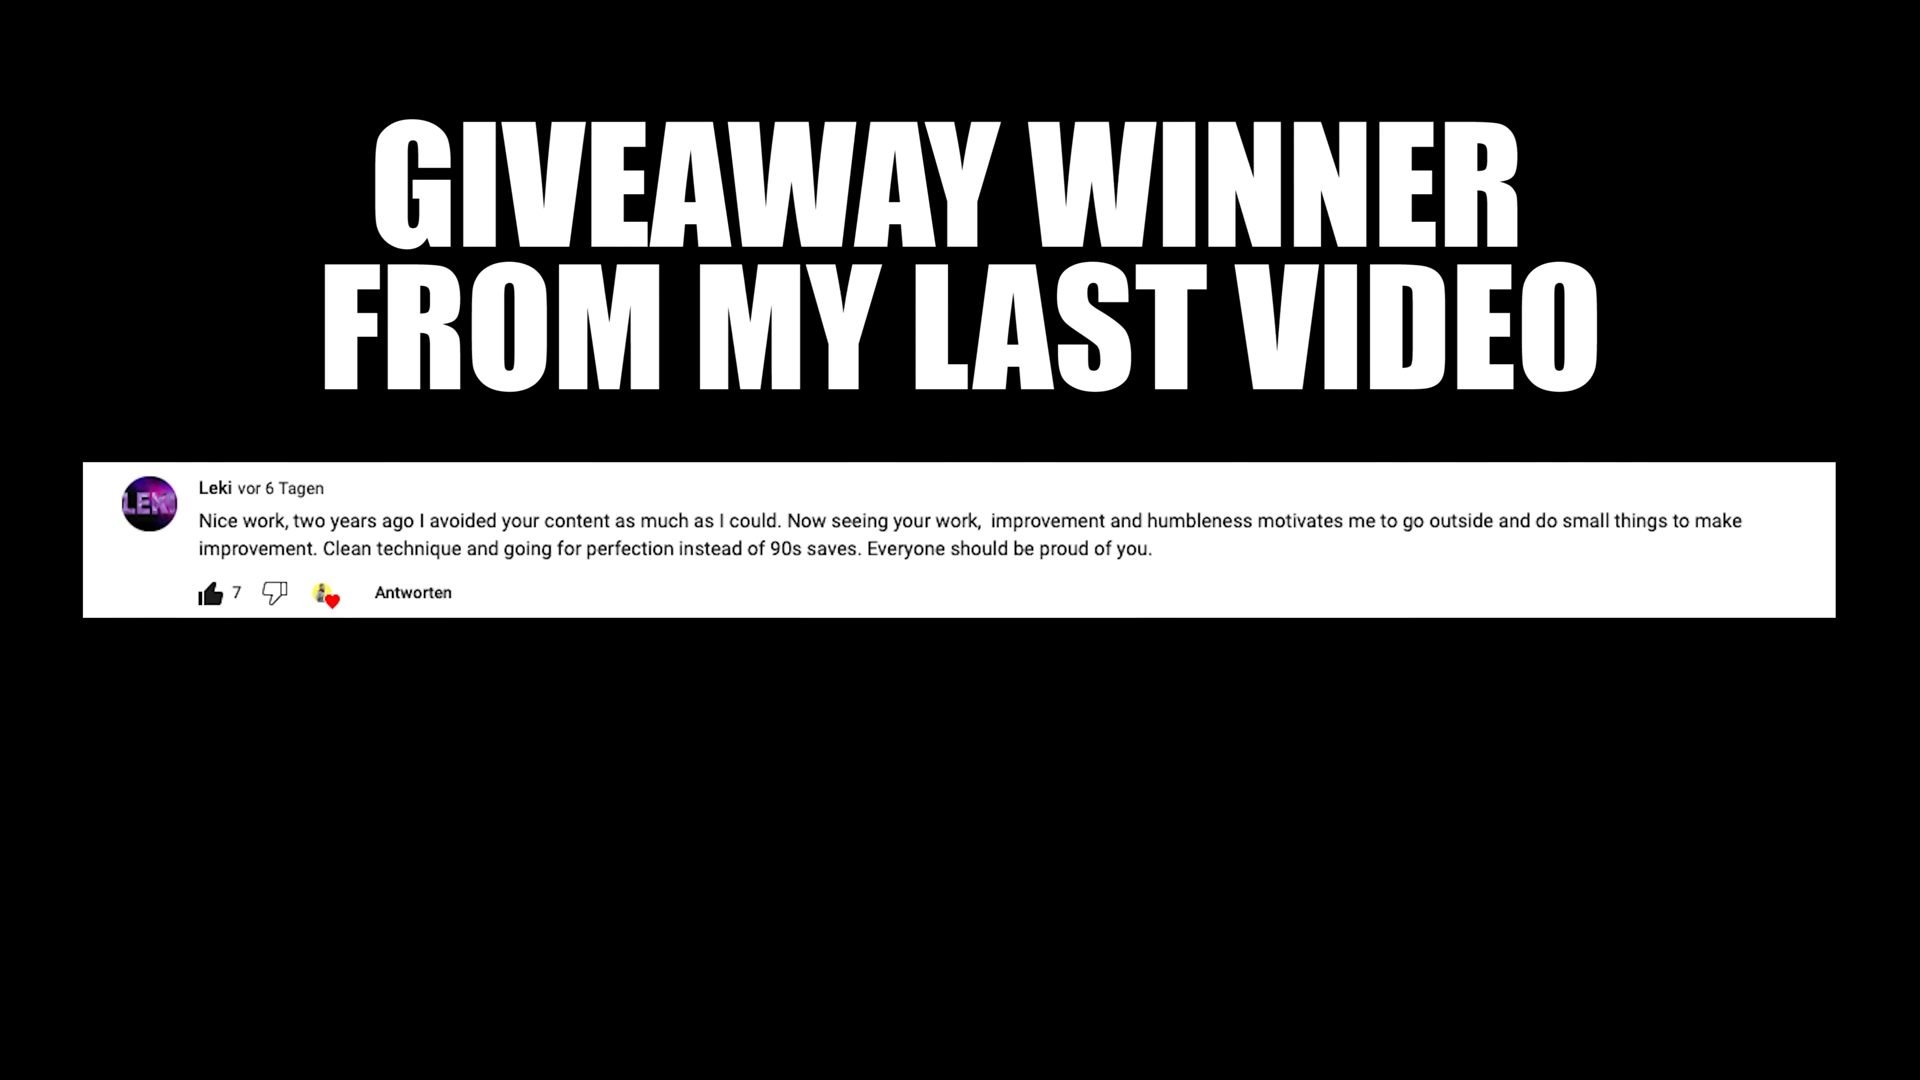 GIVEAWAY WINNER
FROM MY LAST VIDEO
LEKI
Leki vor 6 Tagen
Nice work, two years ago I avoided your content as much as I could. Now seeing your work,  improvement and humbleness motivates me to go outside and do small things to make
improvement. Clean technique and going for perfection instead of 90s saves. Everyone should be proud of you.
7
Antworten